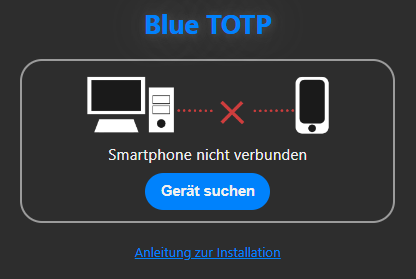 Blue TOTP
Smartphone nicht verbunden
Gerät suchen
Anleitung zur Installation